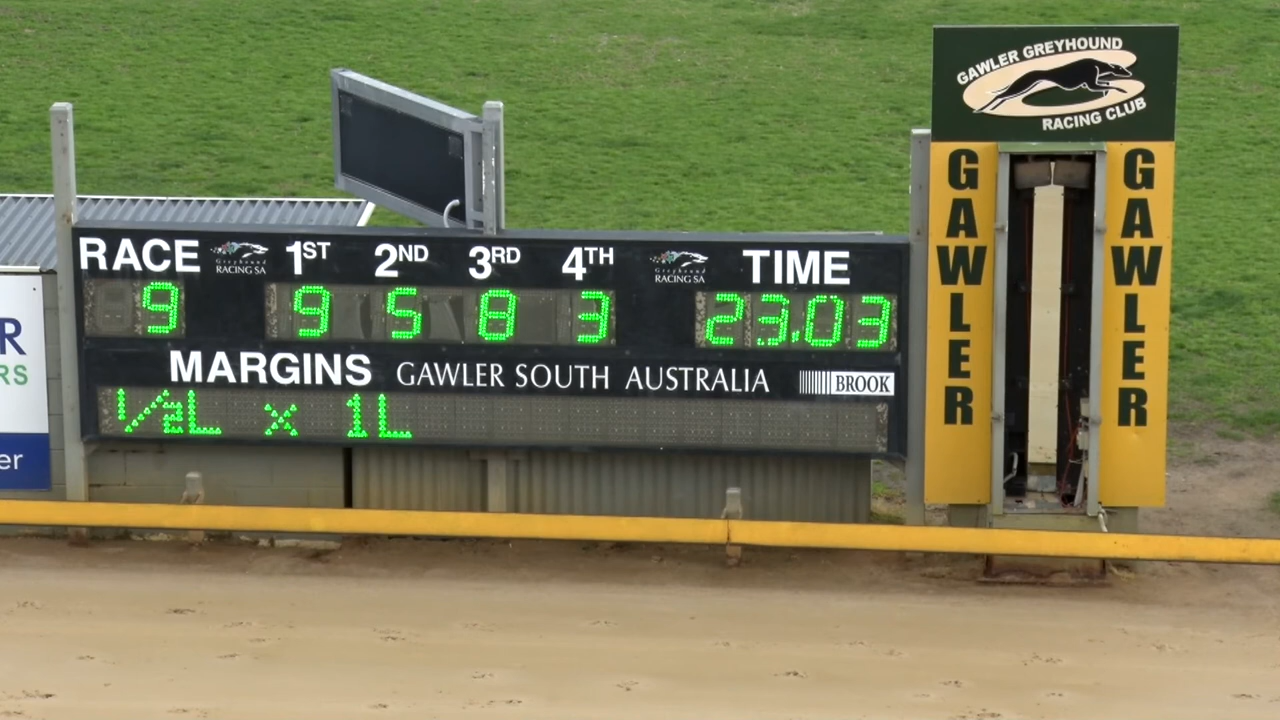 GAWLER GREYHOUND
RACING CLUB
GAWLER
GAWLER
RACE
Greyhound
RACING SA
1ST 2ND 3RD 4TH
Greyhound
RACING SA
TIME
9 9 5 8 3 23.03
MARGINS GAWLER SOUTH AUSTRALIA BROOK
1/2L x 1L
R
RS
er